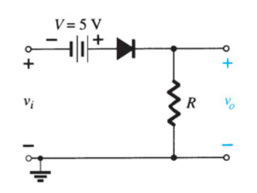 V = 5 V
− +
+ +
vᵢ R vₒ
− −